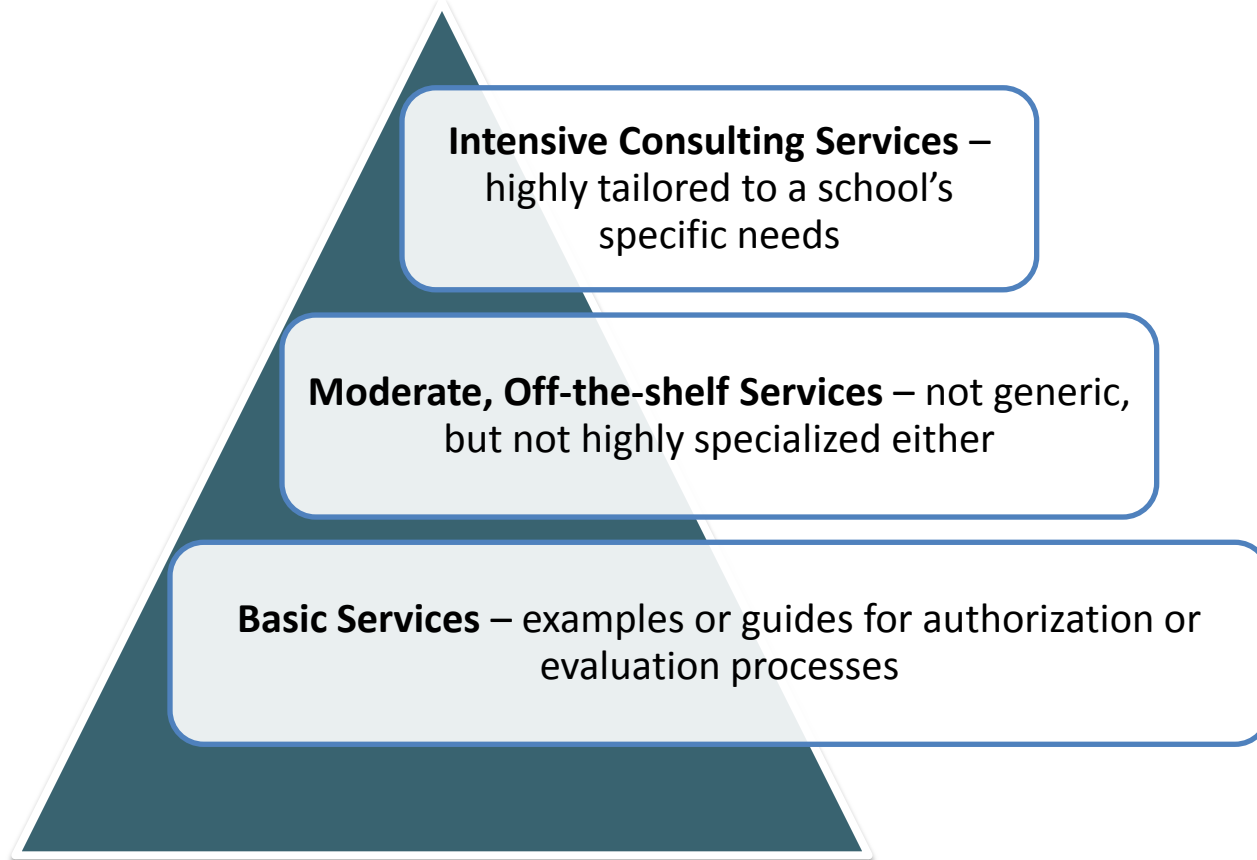 Intensive Consulting Services –
highly tailored to a school’s
specific needs
Moderate, Off-the-shelf Services – not generic,
but not highly specialized either
Basic Services – examples or guides for authorization or
evaluation processes